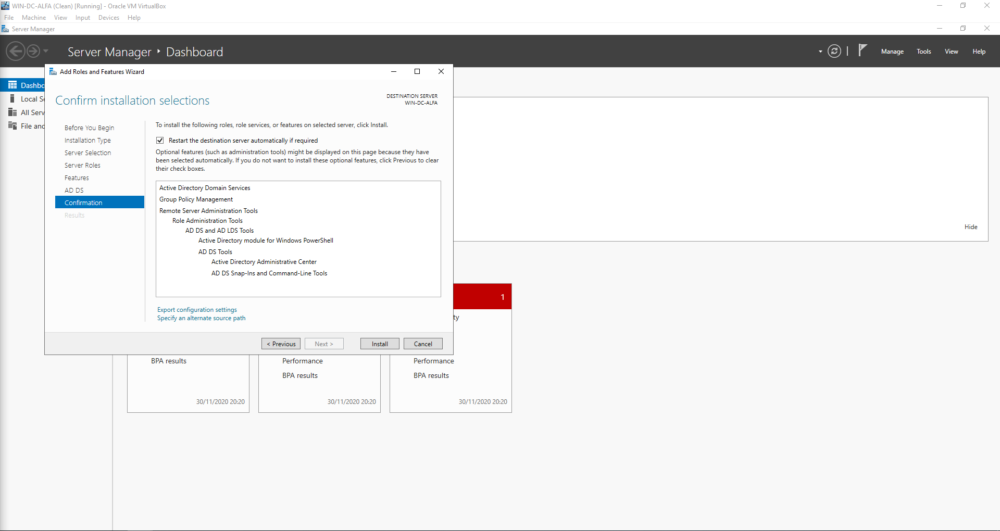 WIN-DC-ALFA (Clean) [Running] - Oracle VM VirtualBox
File Machine View Input Devices Help
Server Manager
Server Manager Dashboard
Manage Tools View Help
Add Roles and Features Wizard
Dashbo
Local Se
All Serv
File and
Confirm installation selections
DESTINATION SERVER
WIN-DC-ALFA
Before You Begin
Installation Type
Server Selection
Server Roles
Features
AD DS
Confirmation
Results
To install the following roles, role services, or features on selected server, click Install.
Restart the destination server automatically if required
Optional features (such as administration tools) might be displayed on this page because they have
been selected automatically. If you do not want to install these optional features, click Previous to clear
their check boxes.
Active Directory Domain Services
Group Policy Management
Remote Server Administration Tools
Role Administration Tools
AD DS and AD LDS Tools
Active Directory module for Windows PowerShell
AD DS Tools
Active Directory Administrative Center
AD DS Snap-Ins and Command-Line Tools
Export configuration settings
Specify an alternate source path
< Previous Next > Install Cancel
Hide
1
ty
BPA results
30/11/2020 20:20
Performance
BPA results
30/11/2020 20:20
Performance
BPA results
30/11/2020 20:20